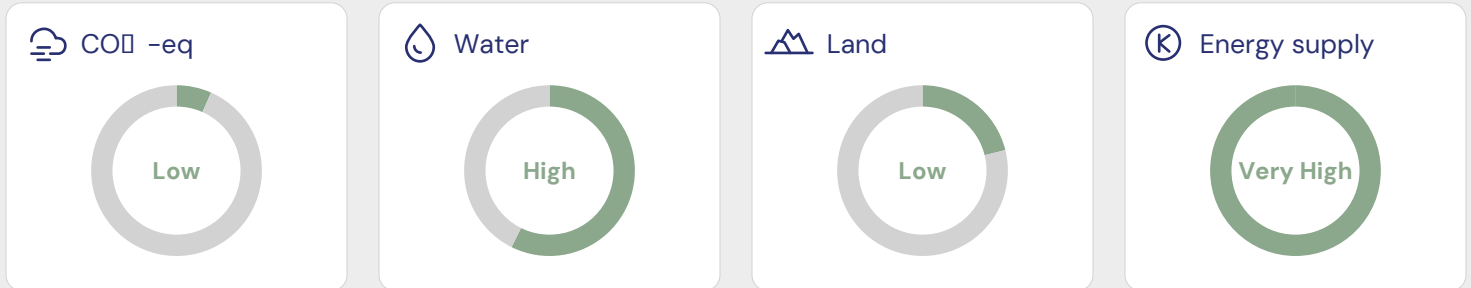 CO▯ -eq
Low
Water
High
Land
Low
Energy supply
Very High